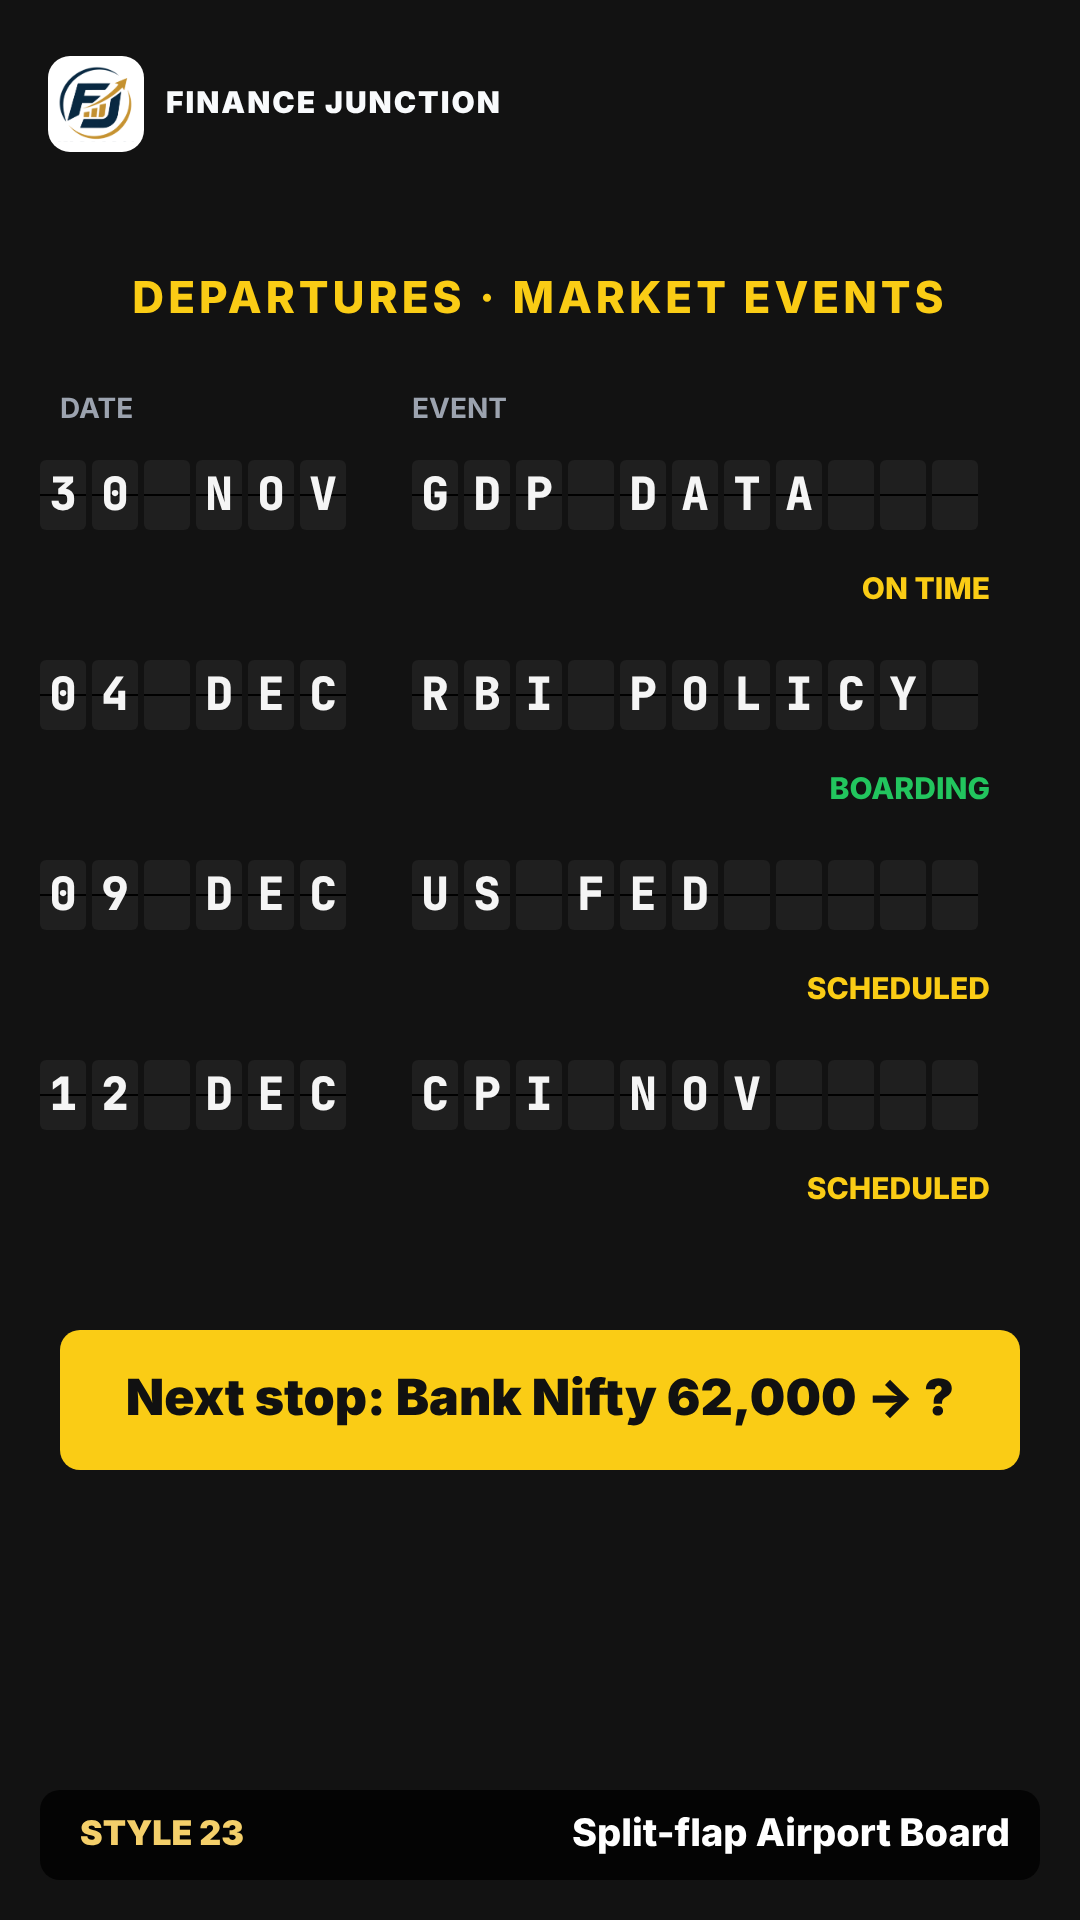 FJ
FINANCE JUNCTION
DEPARTURES · MARKET EVENTS
DATE EVENT
30 NOV GDP DATA
ON TIME
04 DEC RBI POLICY
BOARDING
09 DEC US FED
SCHEDULED
12 DEC CPI NOV
SCHEDULED
Next stop: Bank Nifty 62,000 → ?
STYLE 23 Split-flap Airport Board